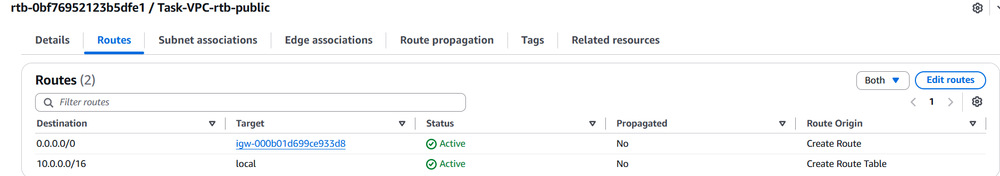 rtb-0bf76952123b5dfe1 / Task-VPC-rtb-public
Details Routes Subnet associations Edge associations Route propagation Tags Related resources
Routes (2) Both Edit routes
Filter routes 1
Destination Target Status Propagated Route Origin
0.0.0.0/0 igw-000b01d699ce933d8 Active No Create Route
10.0.0.0/16 local Active No Create Route Table